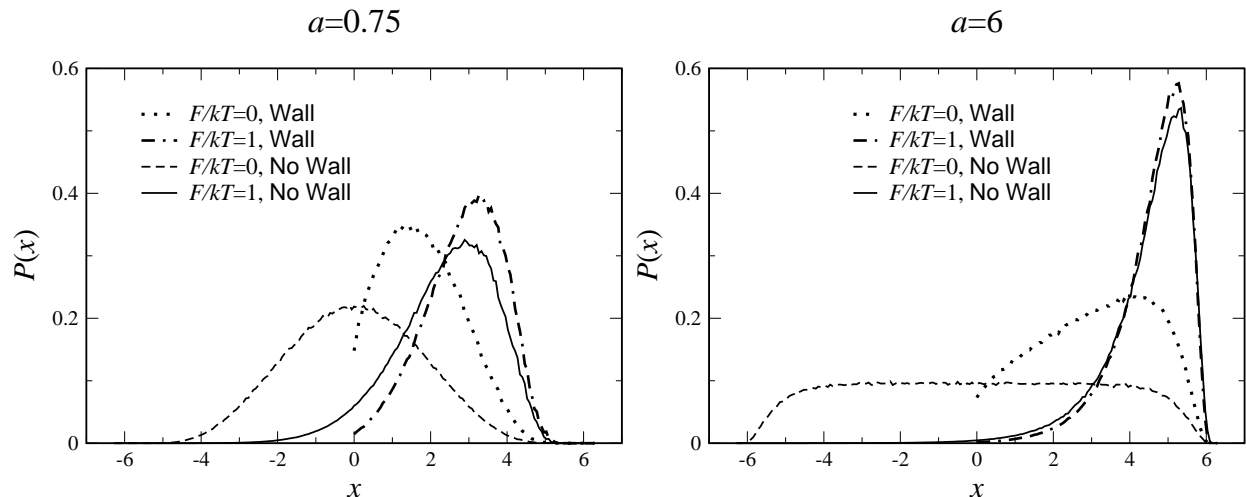 a=0.75
0.6
0.4
0.2
0
P(x)
F/kT=0, Wall
F/kT=1, Wall
F/kT=0, No Wall
F/kT=1, No Wall
-6 -4 -2 0 2 4 6
x
a=6
0.6
0.4
0.2
0
P(x)
F/kT=0, Wall
F/kT=1, Wall
F/kT=0, No Wall
F/kT=1, No Wall
-6 -4 -2 0 2 4 6
x